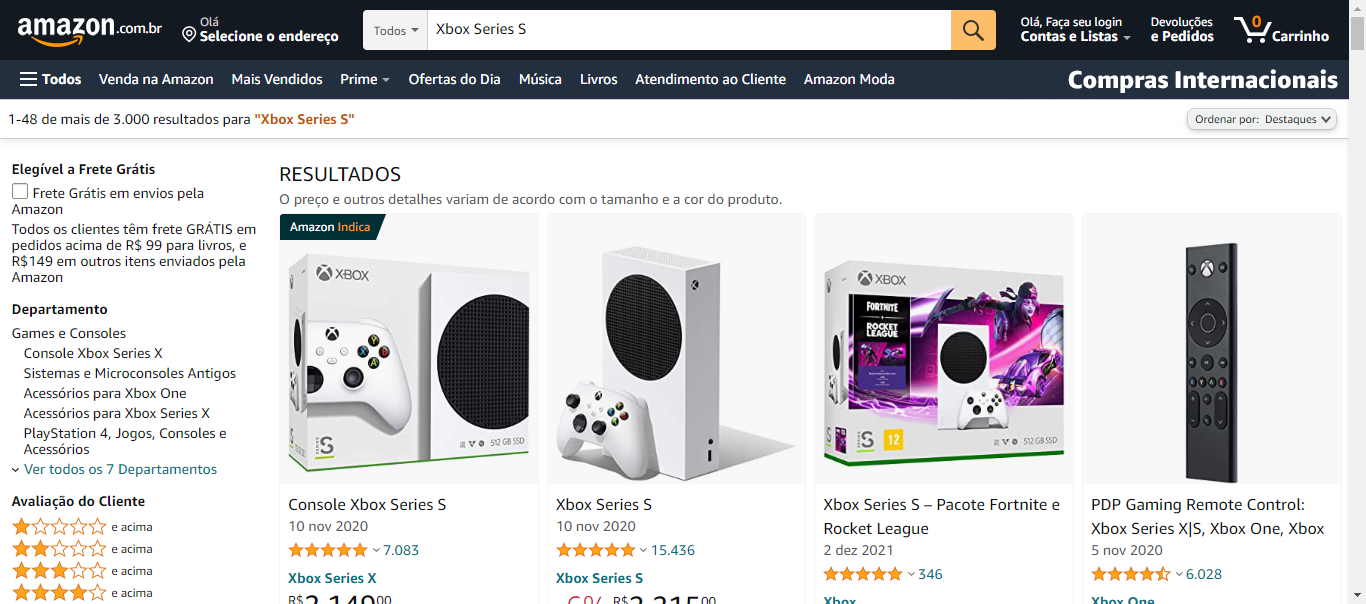 amazon.com.br
Olá
Selecione o endereço
Todos
Xbox Series S
Olá, Faça seu login
Contas e Listas
Devoluções
e Pedidos
0
Carrinho
Todos Venda na Amazon Mais Vendidos Prime Ofertas do Dia Música Livros Atendimento ao Cliente Amazon Moda Compras Internacionais
1-48 de mais de 3.000 resultados para "Xbox Series S"
Ordenar por: Destaques
Elegível a Frete Grátis
Frete Grátis em envios pela
Amazon
Todos os clientes têm frete GRÁTIS em
pedidos acima de R$ 99 para livros, e
R$149 em outros itens enviados pela
Amazon
Departamento
Games e Consoles
Console Xbox Series X
Sistemas e Microconsoles Antigos
Acessórios para Xbox One
Acessórios para Xbox Series X
PlayStation 4, Jogos, Consoles e
Acessórios
Ver todos os 7 Departamentos
Avaliação do Cliente
e acima
e acima
e acima
e acima
RESULTADOS
O preço e outros detalhes variam de acordo com o tamanho e a cor do produto.
Amazon Indica
XBOX
SERIES S
512 GB SSD
Console Xbox Series S
10 nov 2020
7.083
Xbox Series X
R$ 2.149 00
Xbox Series S
10 nov 2020
15.436
Xbox Series S
R$ 2.215 00
XBOX
FORTNITE
+
ROCKET
LEAGUE
SERIES S
12
512 GB SSD
Xbox Series S – Pacote Fortnite e
Rocket League
2 dez 2021
346
Xbox
PDP Gaming Remote Control:
Xbox Series X|S, Xbox One, Xbox
5 nov 2020
6.028
Xbox One